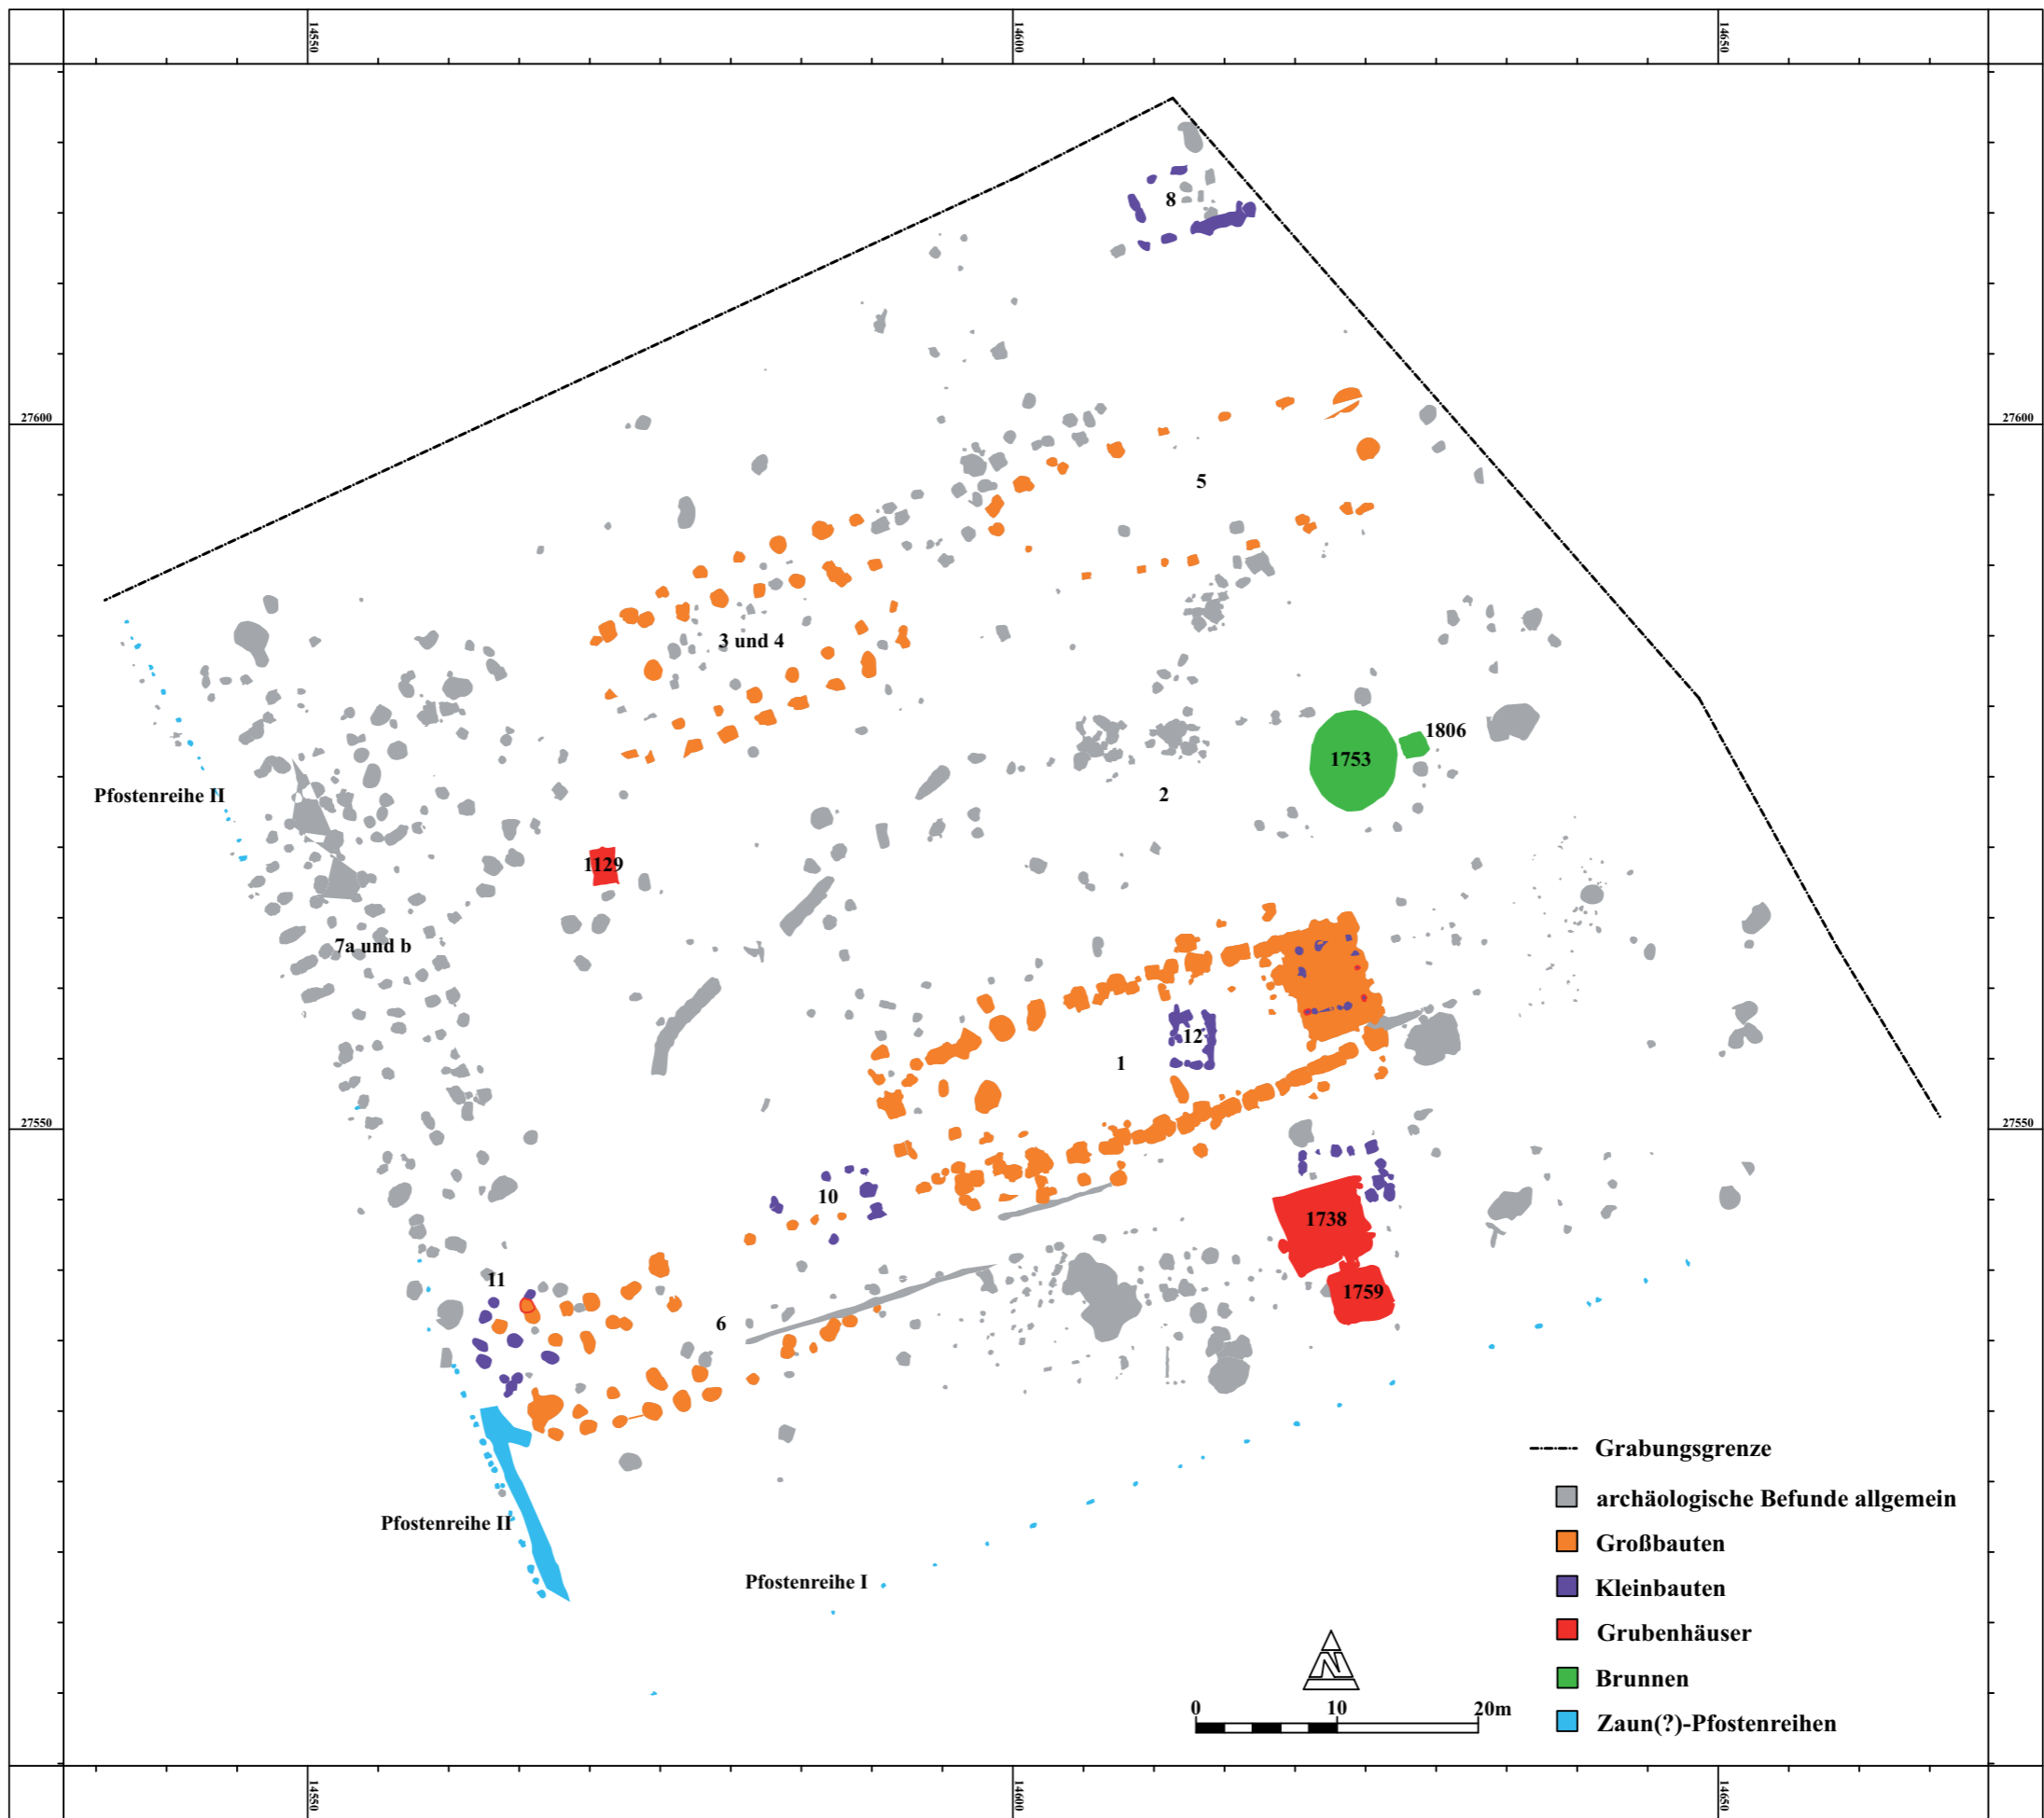 14550
14600
14650
8
27600
27600
5
3 und 4
1806
1753
Pfostenreihe II
2
1129
7a und b
12
1
27550
27550
10
1738
11
1759
6
Grabungsgrenze
archäologische Befunde allgemein
Pfostenreihe II
Großbauten
Pfostenreihe I
Kleinbauten
Grubenhäuser
N
Brunnen
0 10 20m
Zaun(?)-Pfostenreihen
14550
14600
14650